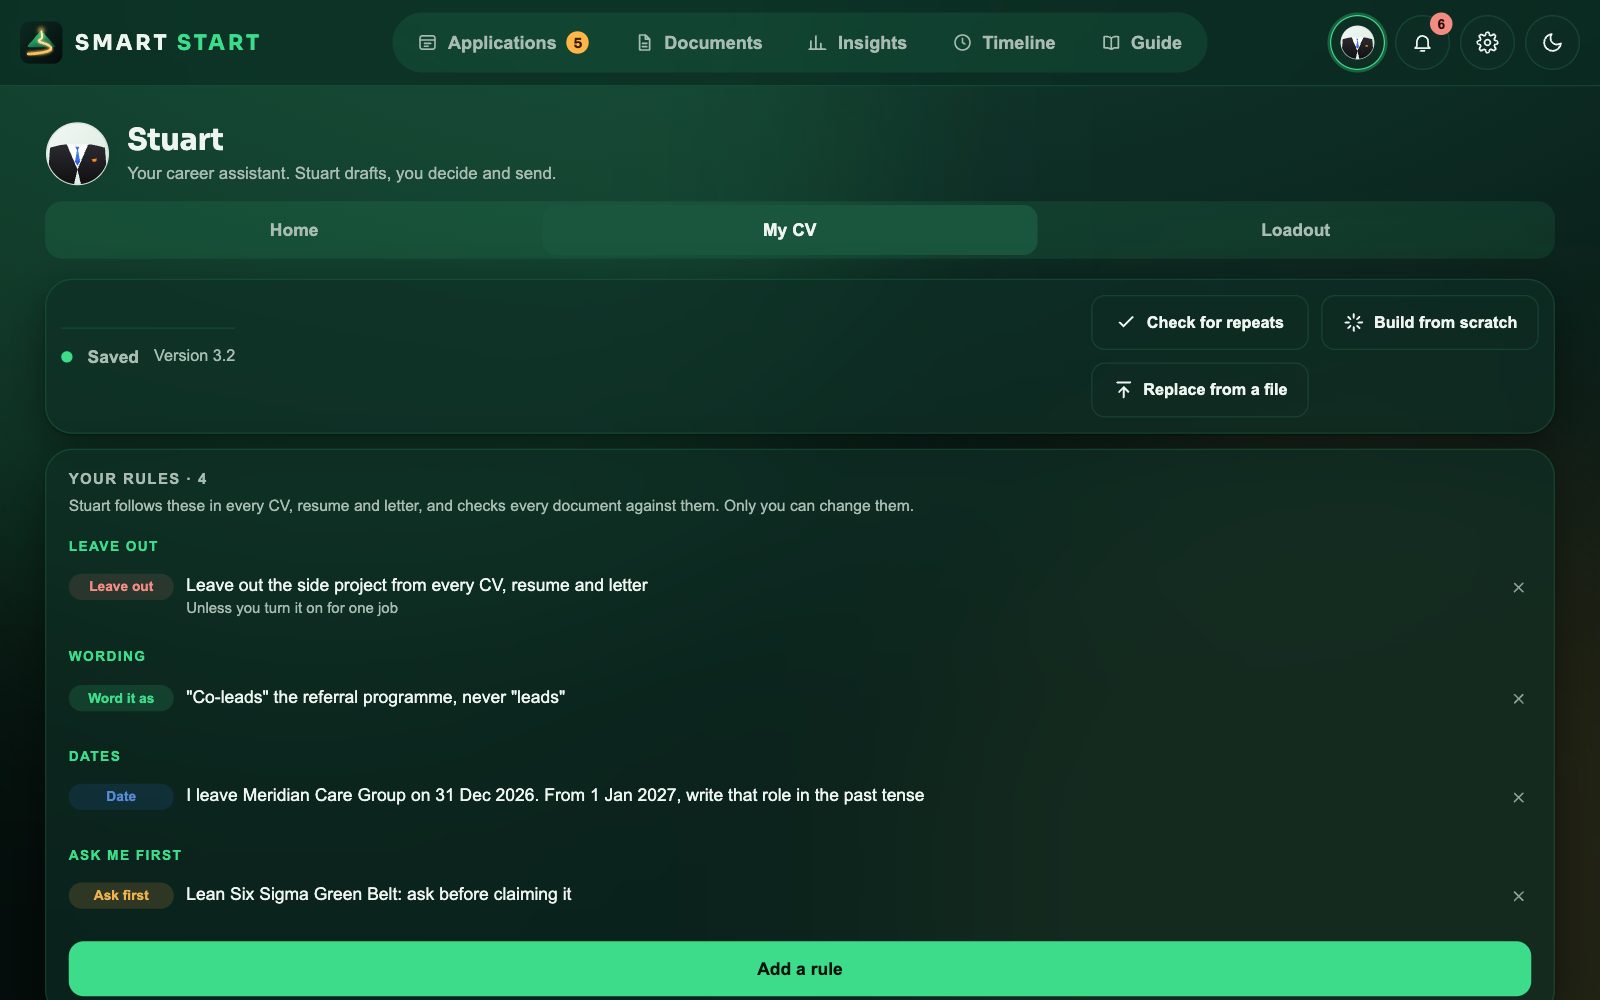 SMART START
Applications 5
Documents
Insights
Timeline
Guide
6
Stuart
Your career assistant. Stuart drafts, you decide and send.
Home
My CV
Loadout
Saved Version 3.2
Check for repeats
Build from scratch
Replace from a file
YOUR RULES · 4
Stuart follows these in every CV, resume and letter, and checks every document against them. Only you can change them.
LEAVE OUT
Leave out Leave out the side project from every CV, resume and letter
Unless you turn it on for one job
WORDING
Word it as "Co-leads" the referral programme, never "leads"
DATES
Date I leave Meridian Care Group on 31 Dec 2026. From 1 Jan 2027, write that role in the past tense
ASK ME FIRST
Ask first Lean Six Sigma Green Belt: ask before claiming it
Add a rule